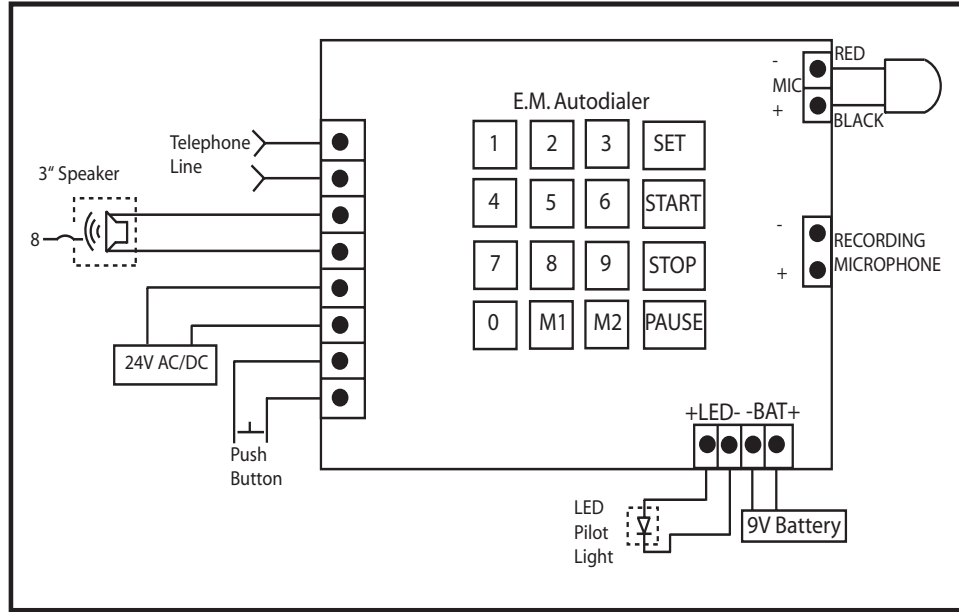 E.M. Autodialer
1 2 3 SET
4 5 6 START
7 8 9 STOP
0 M1 M2 PAUSE
Telephone
Line
3“ Speaker
8
24V AC/DC
Push
Button
-
MIC
+
RED
BLACK
-
+
RECORDING
MICROPHONE
+LED- -BAT+
LED
Pilot
Light
9V Battery